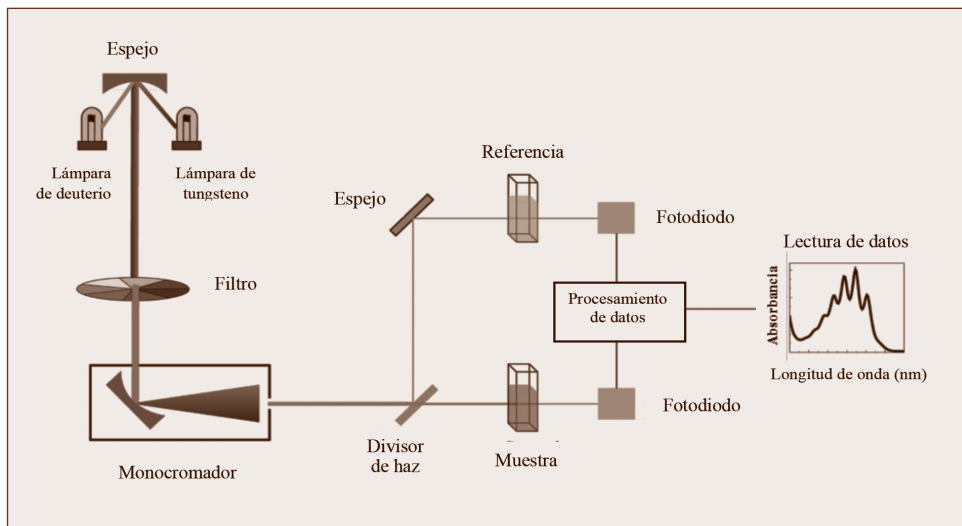 Espejo
Lámpara
de deuterio
Lámpara de
tungsteno
Filtro
Monocromador
Espejo
Divisor
de haz
Referencia
Muestra
Fotodiodo
Procesamiento
de datos
Fotodiodo
Lectura de datos
Absorbancia
Longitud de onda (nm)